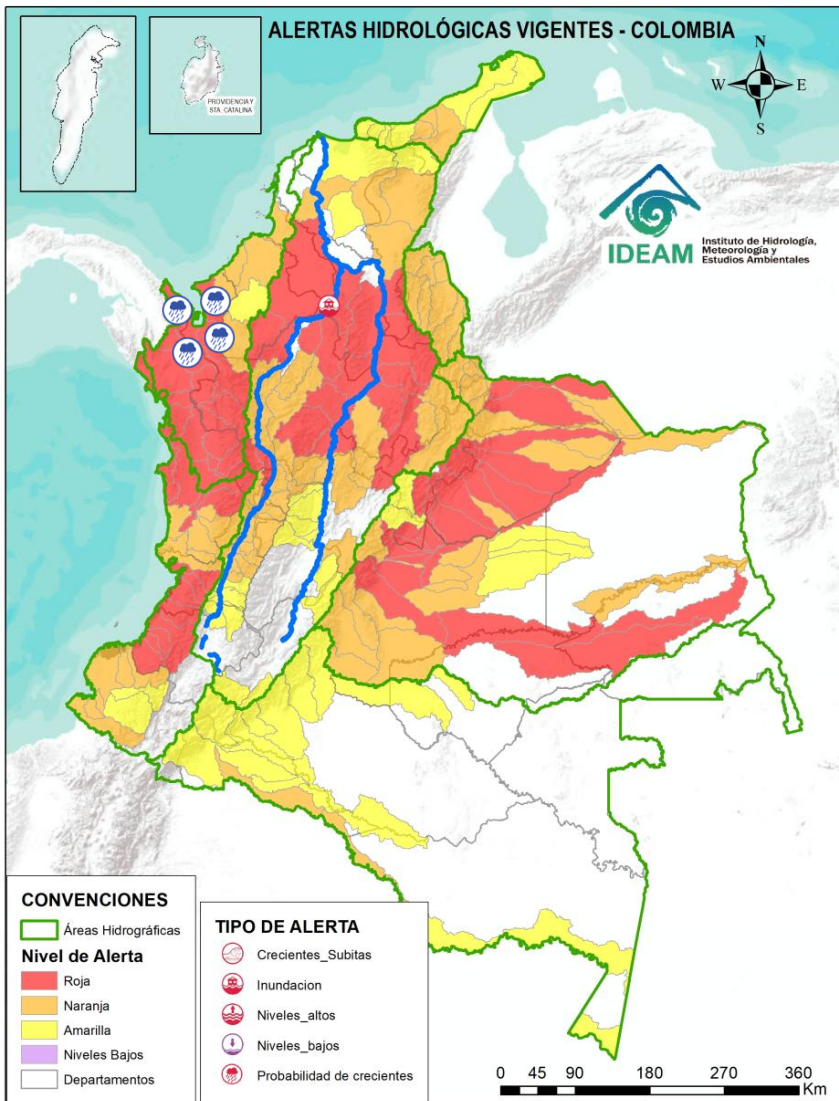 ALERTAS HIDROLÓGICAS VIGENTES - COLOMBIA
PROVIDENCIA Y
STA. CATALINA
N
W E
S
IDEAM
Instituto de Hidrología,
Meteorología y
Estudios Ambientales
CONVENCIONES
Áreas Hidrográficas
Nivel de Alerta
Roja
Naranja
Amarilla
Niveles Bajos
Departamentos
TIPO DE ALERTA
Crecientes_Subitas
Inundacion
Niveles_altos
Niveles_bajos
Probabilidad de crecientes
0 45 90 180 270 360
Km